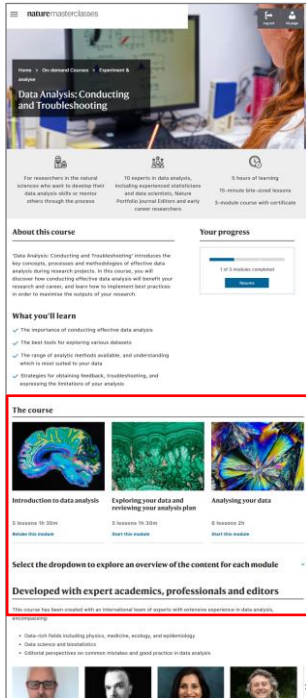 naturemasterclasses
Log out
My page
Home > On-demand Courses > Experiment &
analyse
Data Analysis: Conducting
and Troubleshooting
For researchers in the natural
sciences who want to develop their
data analysis skills or mentor
others through the process
10 experts in data analysis,
including experienced statisticians
and data scientists, Nature
Portfolio journal Editors and early
career researchers
5 hours of learning
15-minute bite-sized lessons
3-module course with certificate
About this course
'Data Analysis: Conducting and Troubleshooting' introduces the
key concepts, processes and methodologies of effective data
analysis during research projects. In this course, you will
discover how conducting effective data analysis will benefit your
research and career, and learn how to implement best practices
in order to maximise the outputs of your research.
Your progress
1 of 3 modules completed
Resume
What you'll learn
The importance of conducting effective data analysis
The best tools for exploring various datasets
The range of analytic methods available, and understanding
which is most suited to your data
Strategies for obtaining feedback, troubleshooting, and
expressing the limitations of your analysis
The course
Introduction to data analysis
5 lessons 1h 30m
Retake this module
Exploring your data and
reviewing your analysis plan
5 lessons 1h 30m
Start this module
Analysing your data
6 lessons 2h
Start this module
Select the dropdown to explore an overview of the content for each module
Developed with expert academics, professionals and editors
This course has been created with an international team of experts with extensive experience in data analysis,
encompassing:
• Data-rich fields including physics, medicine, ecology, and epidemiology
• Data science and biostatistics
• Editorial perspectives on common mistakes and good practice in data analysis